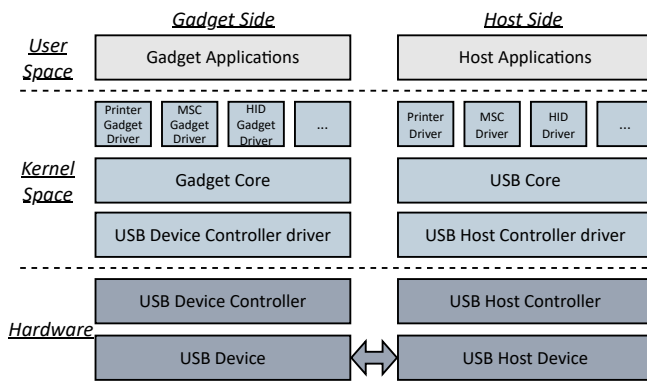 Gadget Side
Host Side
User
Space
Gadget Applications
Host Applications
Printer
Gadget
Driver
MSC
Gadget
Driver
HID
Gadget
Driver
...
Printer
Driver
MSC
Driver
HID
Driver
...
Kernel
Space
Gadget Core
USB Core
USB Device Controller driver
USB Host Controller driver
Hardware
USB Device Controller
USB Host Controller
USB Device
USB Host Device